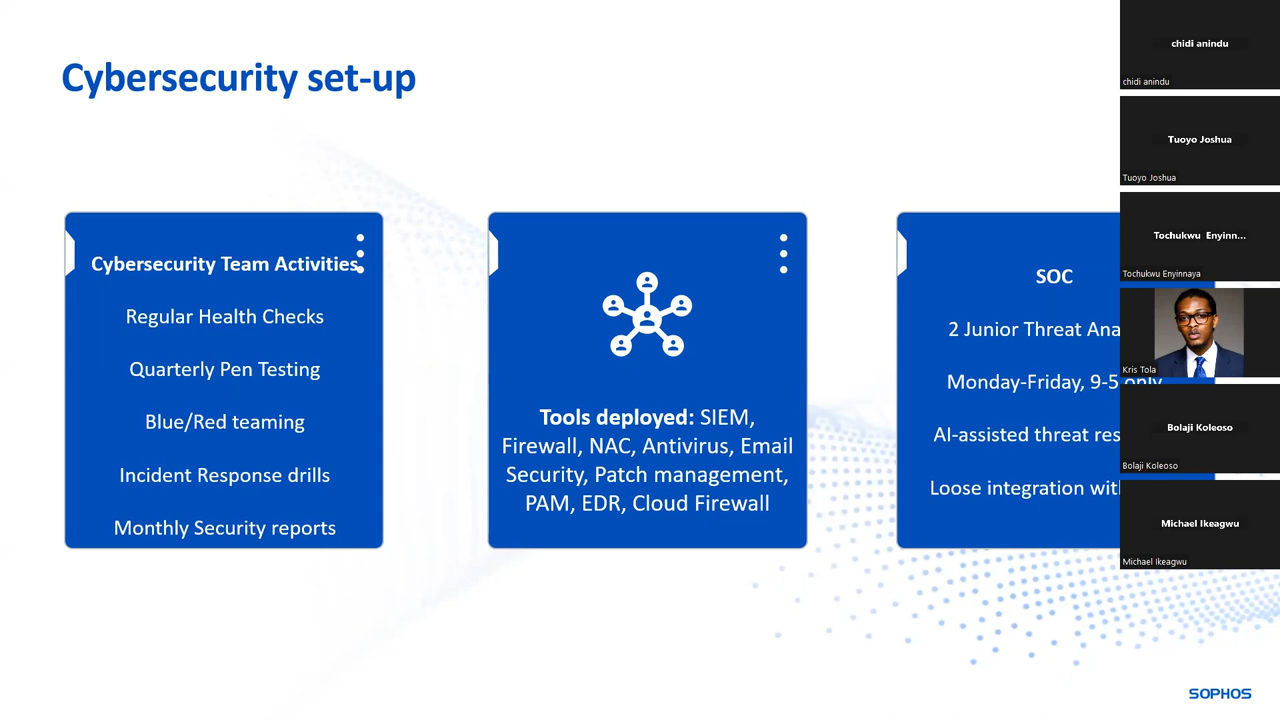 Cybersecurity set-up
Cybersecurity Team Activities
Regular Health Checks
Quarterly Pen Testing
Blue/Red teaming
Incident Response drills
Monthly Security reports
Tools deployed: SIEM,
Firewall, NAC, Antivirus, Email
Security, Patch management,
PAM, EDR, Cloud Firewall
SOC
2 Junior Threat Ana
Monday-Friday, 9-5 only
AI-assisted threat res
Loose integration wit
chidi anindu
chidi anindu
Tuoyo Joshua
Tuoyo Joshua
Tochukwu Enyinn...
Tochukwu Enyinnaya
Kris Tola
Bolaji Koleoso
Bolaji Koleoso
Michael Ikeagwu
Michael Ikeagwu
SOPHOS